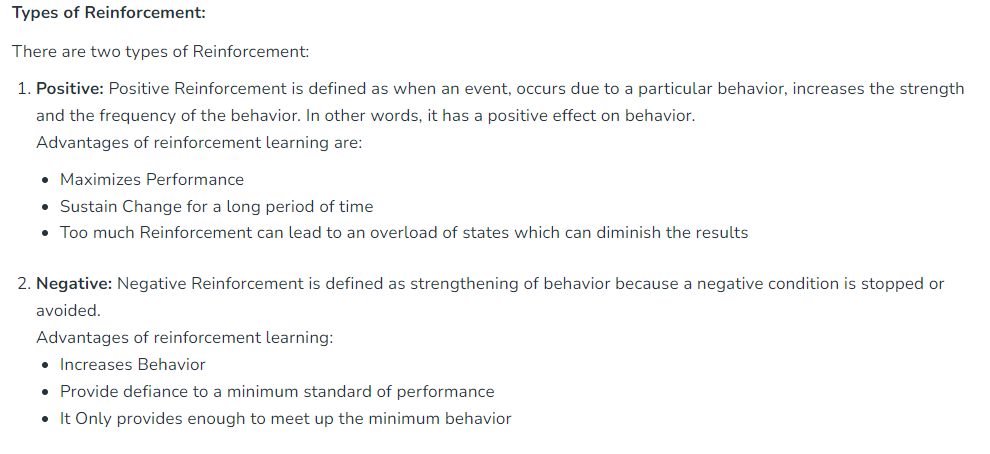 Types of Reinforcement:
There are two types of Reinforcement:
1. Positive: Positive Reinforcement is defined as when an event, occurs due to a particular behavior, increases the strength
and the frequency of the behavior. In other words, it has a positive effect on behavior.
Advantages of reinforcement learning are:
• Maximizes Performance
• Sustain Change for a long period of time
• Too much Reinforcement can lead to an overload of states which can diminish the results
2. Negative: Negative Reinforcement is defined as strengthening of behavior because a negative condition is stopped or
avoided.
Advantages of reinforcement learning:
• Increases Behavior
• Provide defiance to a minimum standard of performance
• It Only provides enough to meet up the minimum behavior